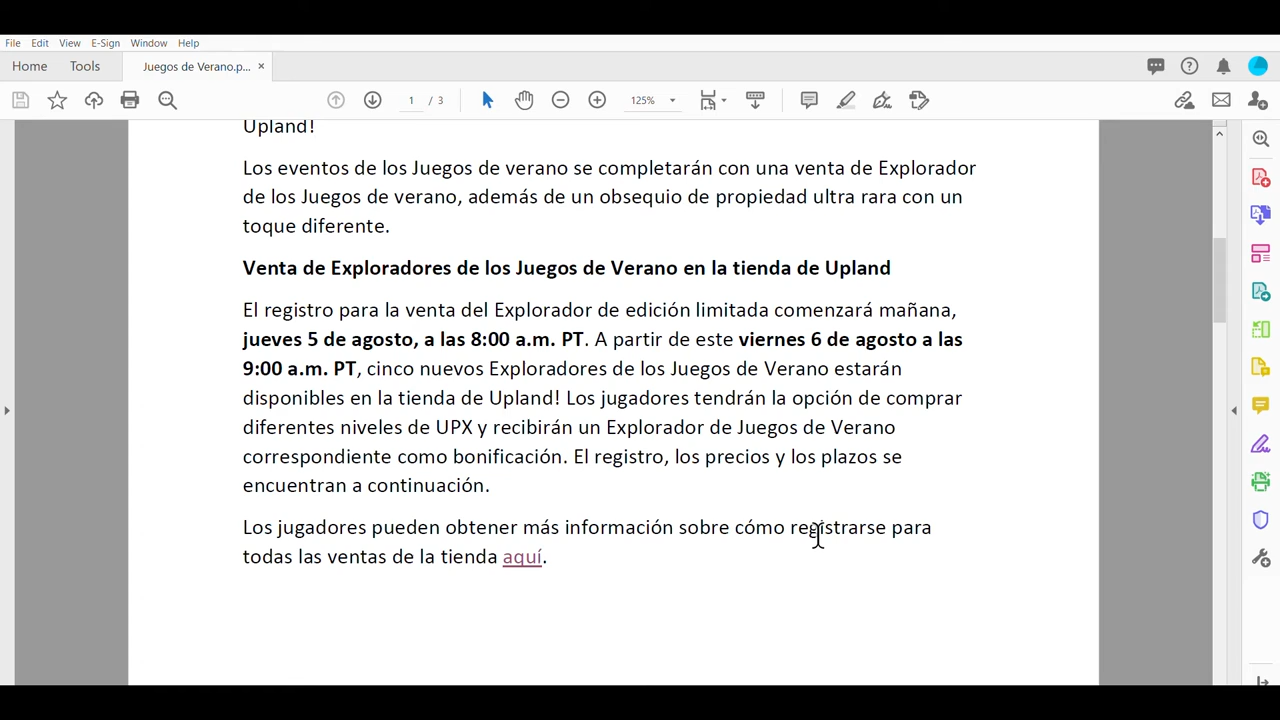 File Edit View E-Sign Window Help
Home Tools Juegos de Verano.p... ×
1 / 3 125%
Upland!
Los eventos de los Juegos de verano se completarán con una venta de Explorador
de los Juegos de verano, además de un obsequio de propiedad ultra rara con un
toque diferente.
Venta de Exploradores de los Juegos de Verano en la tienda de Upland
El registro para la venta del Explorador de edición limitada comenzará mañana,
jueves 5 de agosto, a las 8:00 a.m. PT. A partir de este viernes 6 de agosto a las
9:00 a.m. PT, cinco nuevos Exploradores de los Juegos de Verano estarán
disponibles en la tienda de Upland! Los jugadores tendrán la opción de comprar
diferentes niveles de UPX y recibirán un Explorador de Juegos de Verano
correspondiente como bonificación. El registro, los precios y los plazos se
encuentran a continuación.
Los jugadores pueden obtener más información sobre cómo registrarse para
todas las ventas de la tienda aquí.